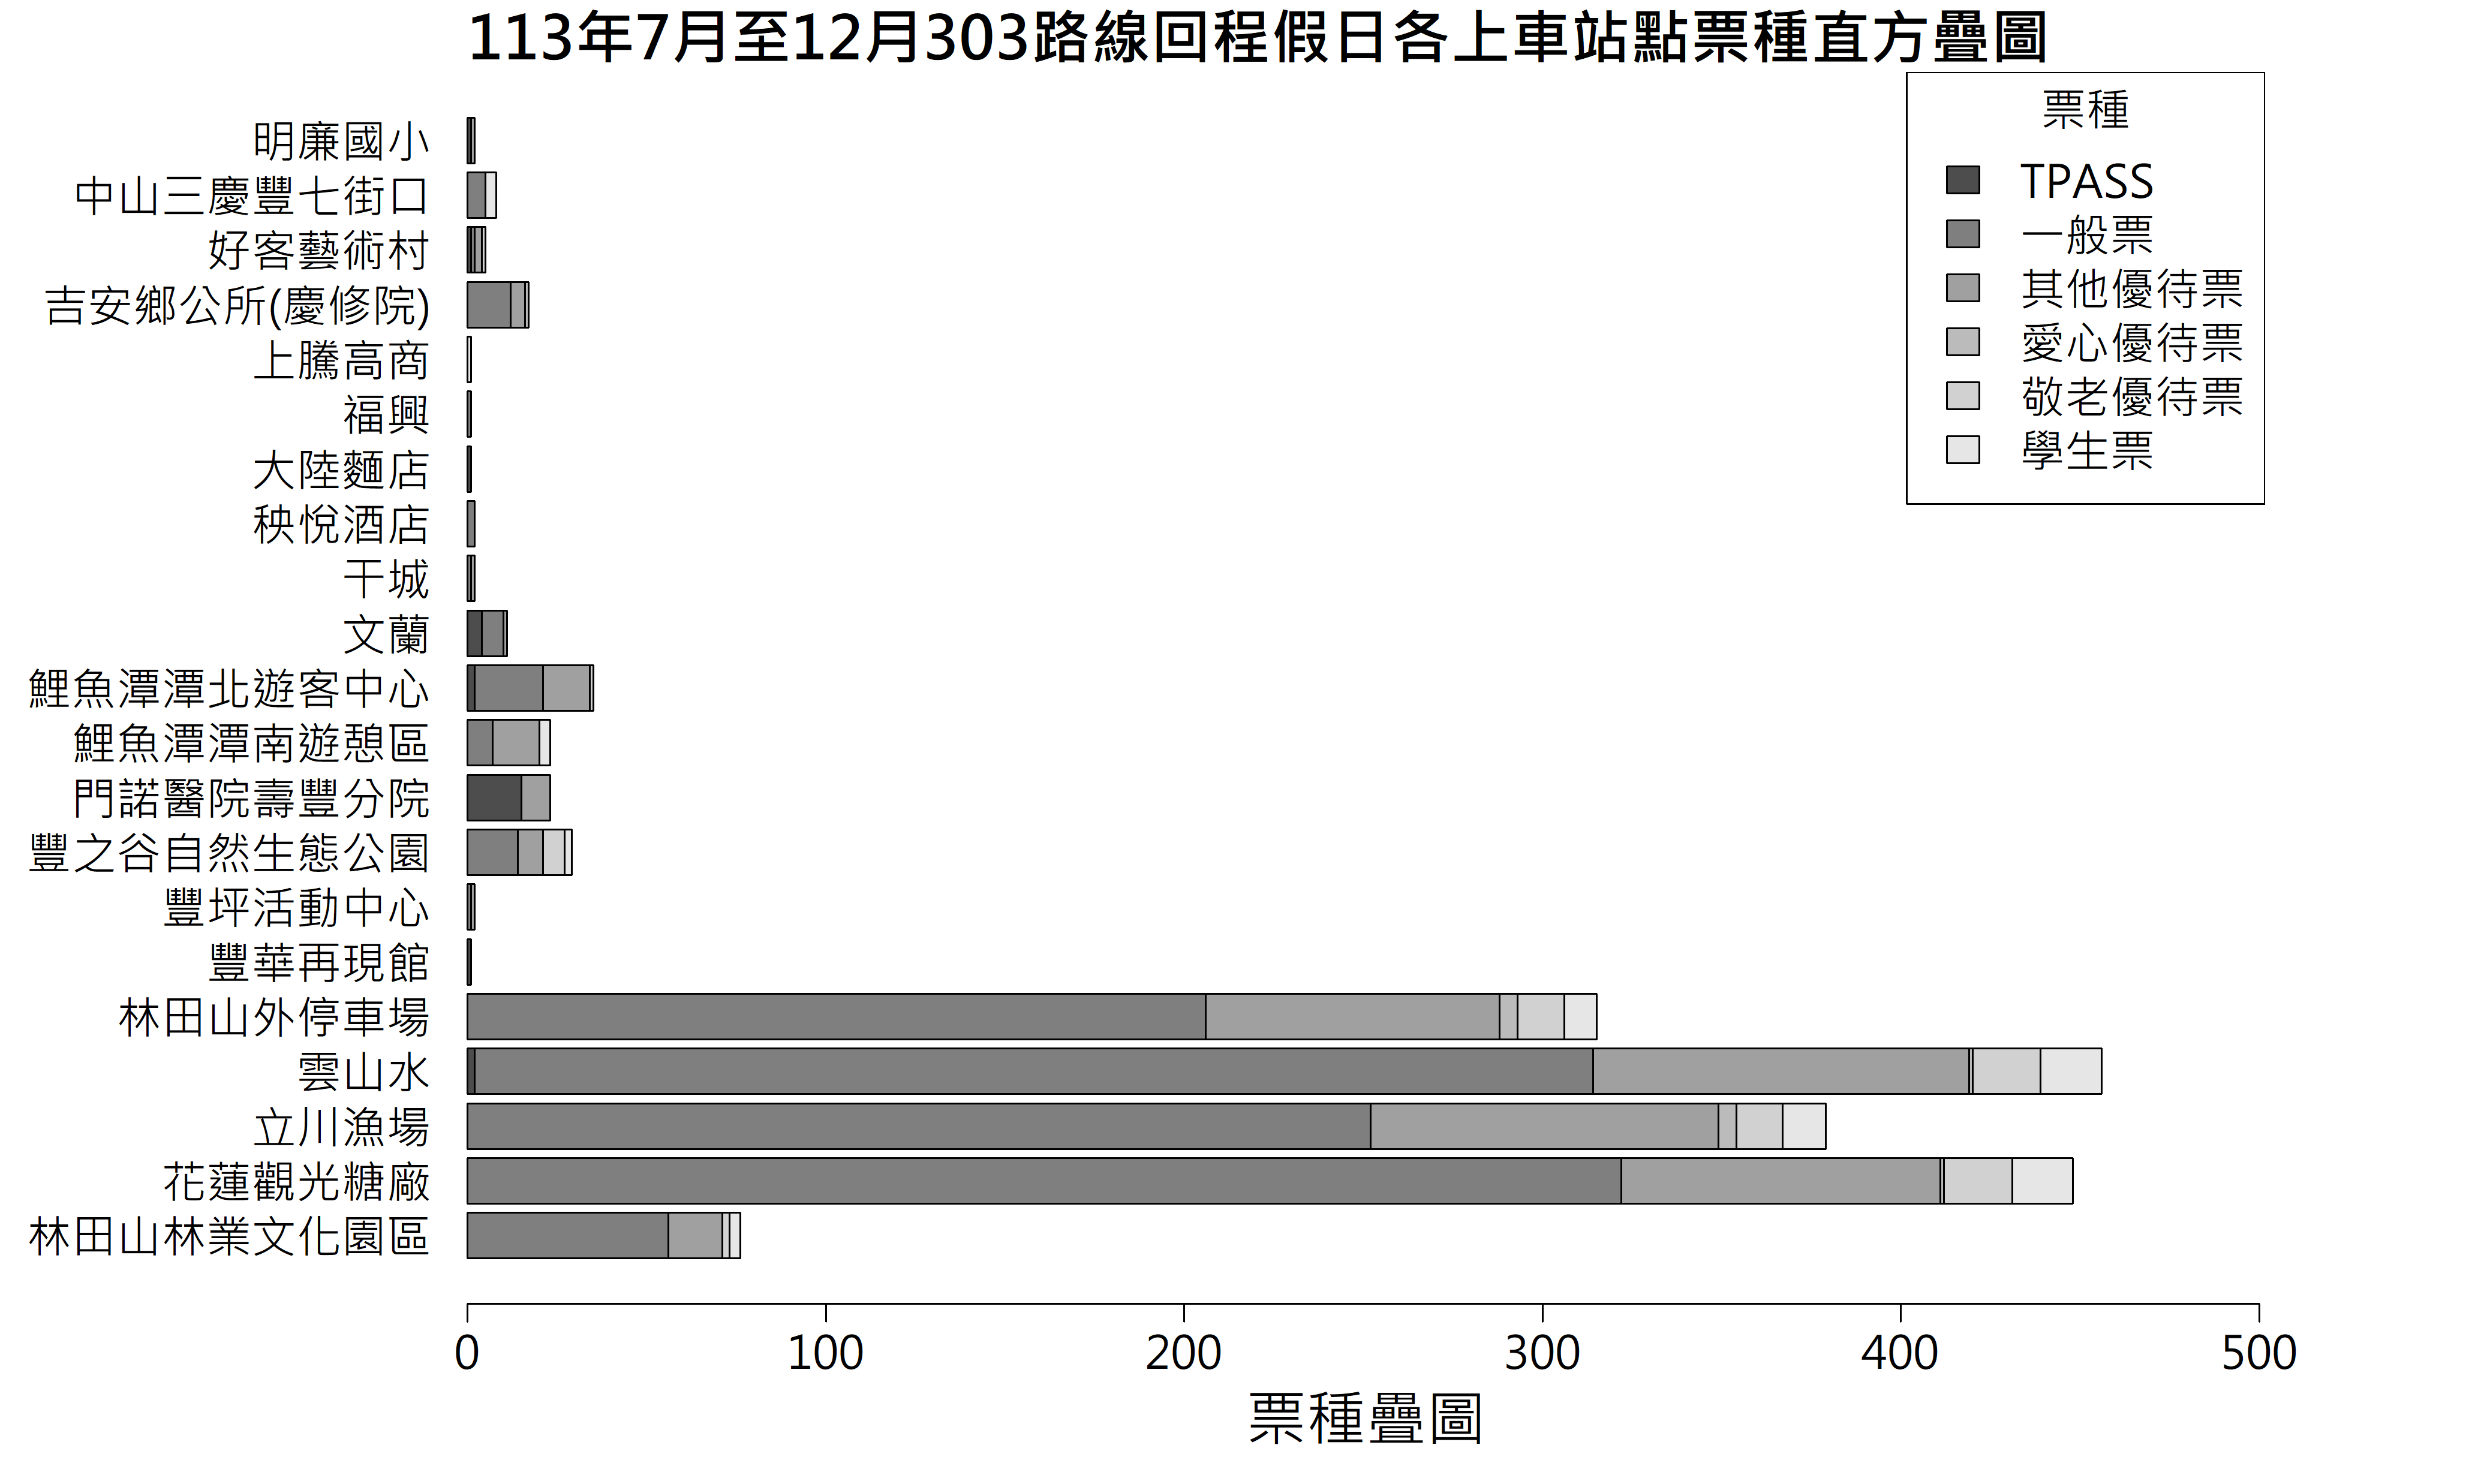 113年7月至12月303路線回程假日各上車站點票種直方疊圖
票種
TPASS
一般票
其他優待票
愛心優待票
敬老優待票
學生票
明廉國小
中山三慶豐七街口
好客藝術村
吉安鄉公所(慶修院)
上騰高商
福興
大陸麵店
秧悅酒店
干城
文蘭
鯉魚潭潭北遊客中心
鯉魚潭潭南遊憩區
門諾醫院壽豐分院
豐之谷自然生態公園
豐坪活動中心
豐華再現館
林田山外停車場
雲山水
立川漁場
花蓮觀光糖廠
林田山林業文化園區
0 100 200 300 400 500
票種疊圖